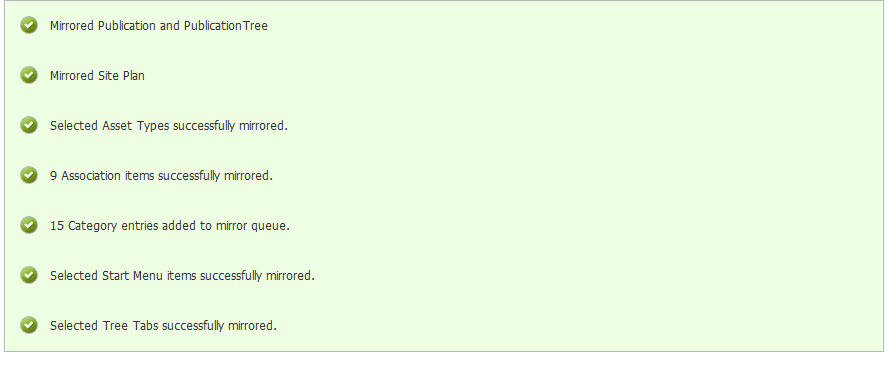 Mirrored Publication and PublicationTree
Mirrored Site Plan
Selected Asset Types successfully mirrored.
9 Association items successfully mirrored.
15 Category entries added to mirror queue.
Selected Start Menu items successfully mirrored.
Selected Tree Tabs successfully mirrored.